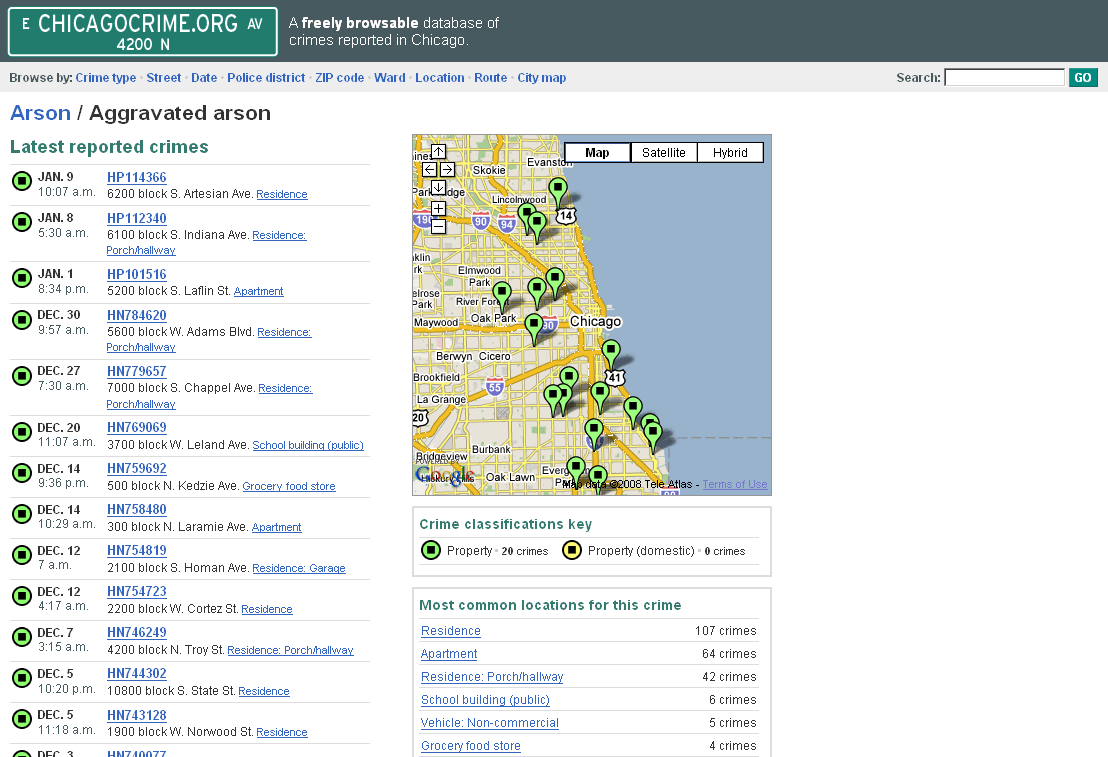 E CHICAGOCRIME.ORG AV
4200 N
A freely browsable database of
crimes reported in Chicago.
Browse by: Crime type • Street • Date • Police district • ZIP code • Ward • Location • Route • City map
Search: GO
Arson / Aggravated arson
Latest reported crimes
JAN. 9 HP114366
10:07 a.m. 6200 block S. Artesian Ave. Residence
JAN. 8 HP112340
5:30 a.m. 6100 block S. Indiana Ave. Residence:
Porch/hallway
JAN. 1 HP101516
8:34 p.m. 5200 block S. Laflin St. Apartment
DEC. 30 HN784620
9:57 a.m. 5600 block W. Adams Blvd. Residence:
Porch/hallway
DEC. 27 HN779657
7:30 a.m. 7000 block S. Chappel Ave. Residence:
Porch/hallway
DEC. 20 HN769069
11:07 a.m. 3700 block W. Leland Ave. School building (public)
DEC. 14 HN759692
9:36 p.m. 500 block N. Kedzie Ave. Grocery food store
DEC. 14 HN758480
10:29 a.m. 300 block N. Laramie Ave. Apartment
DEC. 12 HN754819
7 a.m. 2100 block S. Homan Ave. Residence: Garage
DEC. 12 HN754723
4:17 a.m. 2200 block W. Cortez St. Residence
DEC. 7 HN746249
3:15 a.m. 4200 block N. Troy St. Residence: Porch/hallway
DEC. 5 HN744302
10:20 p.m. 10800 block S. State St. Residence
DEC. 5 HN743128
11:18 a.m. 1900 block W. Norwood St. Residence
DEC. 3 HN740077
Map Satellite Hybrid
Evanston
Skokie
Lincolnwood
190 90 94 14
Elmwood
Park
River Forest
Oak Park
Maywood
90
Chicago
Berwyn Cicero
Brookfield
55
41
La Grange
20
Burbank
Bridgeview
POWERED BY
Google
Hickory Hills
Oak Lawn
Map data ©2008 Tele Atlas - Terms of Use
Crime classifications key
Property • 20 crimes Property (domestic) • 0 crimes
Most common locations for this crime
Residence 107 crimes
Apartment 64 crimes
Residence: Porch/hallway 42 crimes
School building (public) 6 crimes
Vehicle: Non-commercial 5 crimes
Grocery food store 4 crimes